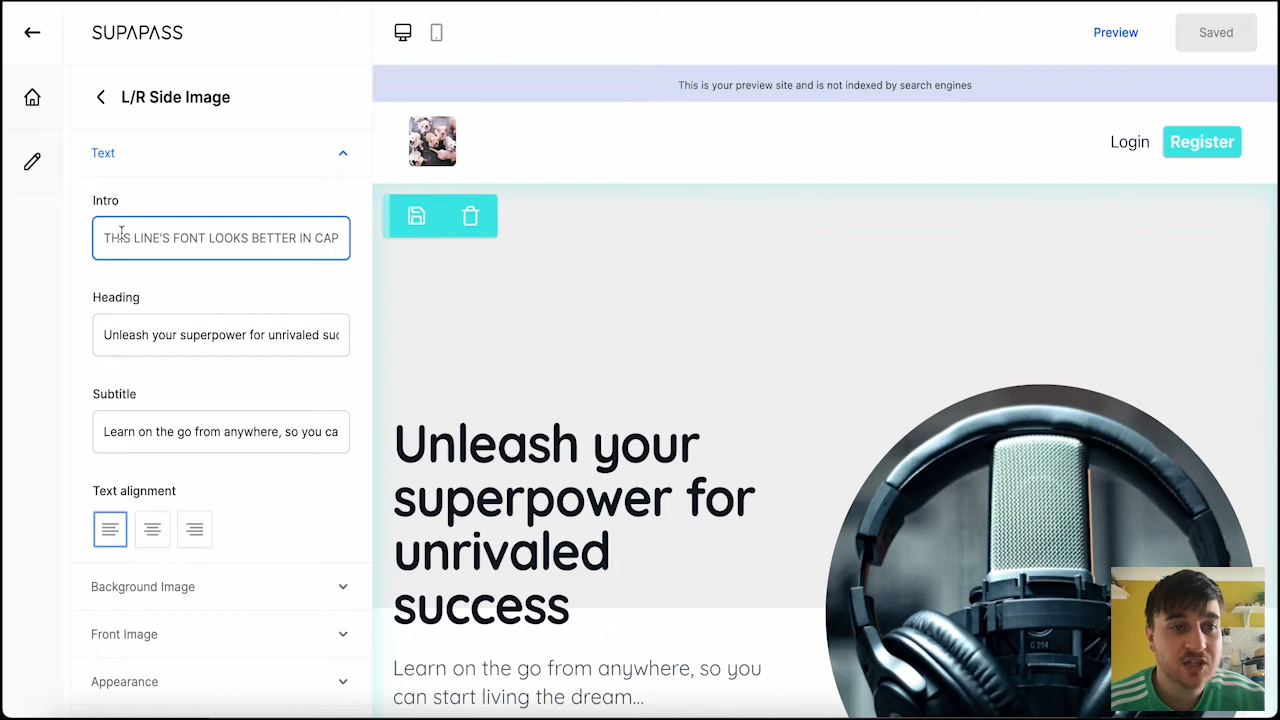 SUPAPASS
Preview
Saved
L/R Side Image
This is your preview site and is not indexed by search engines
Login
Register
Text
Intro
THIS LINE'S FONT LOOKS BETTER IN CAP
Heading
Unleash your superpower for unrivaled suc
Subtitle
Learn on the go from anywhere, so you ca
Text alignment
Background Image
Front Image
Appearance
Unleash your
superpower for
unrivaled
success
Learn on the go from anywhere, so you
can start living the dream...
C 214